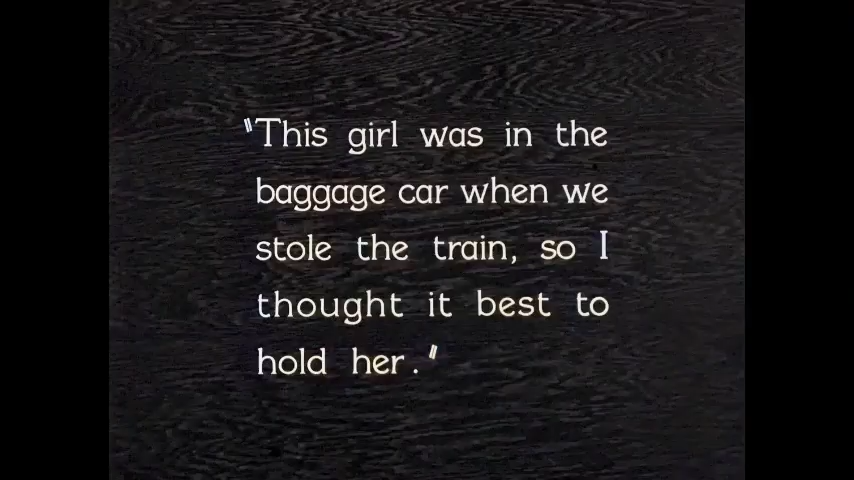 "This girl was in the
baggage car when we
stole the train, so I
thought it best to
hold her."